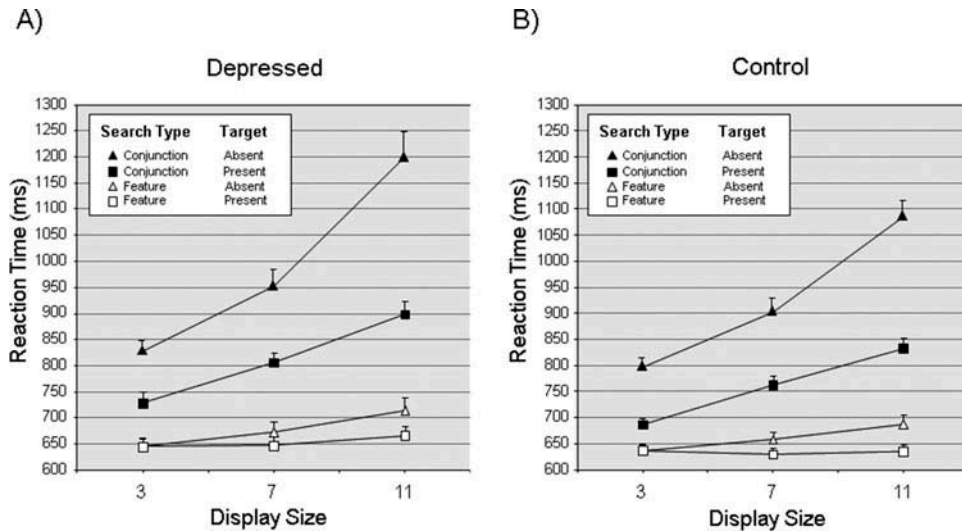 A)
Depressed
Reaction Time (ms)
1300
1250
1200
1150
1100
1050
1000
950
900
850
800
750
700
650
600
Search Type Target
Conjunction Absent
Conjunction Present
Feature Absent
Feature Present
3 7 11
Display Size
B)
Control
Reaction Time (ms)
1300
1250
1200
1150
1100
1050
1000
950
900
850
800
750
700
650
600
Search Type Target
Conjunction Absent
Conjunction Present
Feature Absent
Feature Present
3 7 11
Display Size